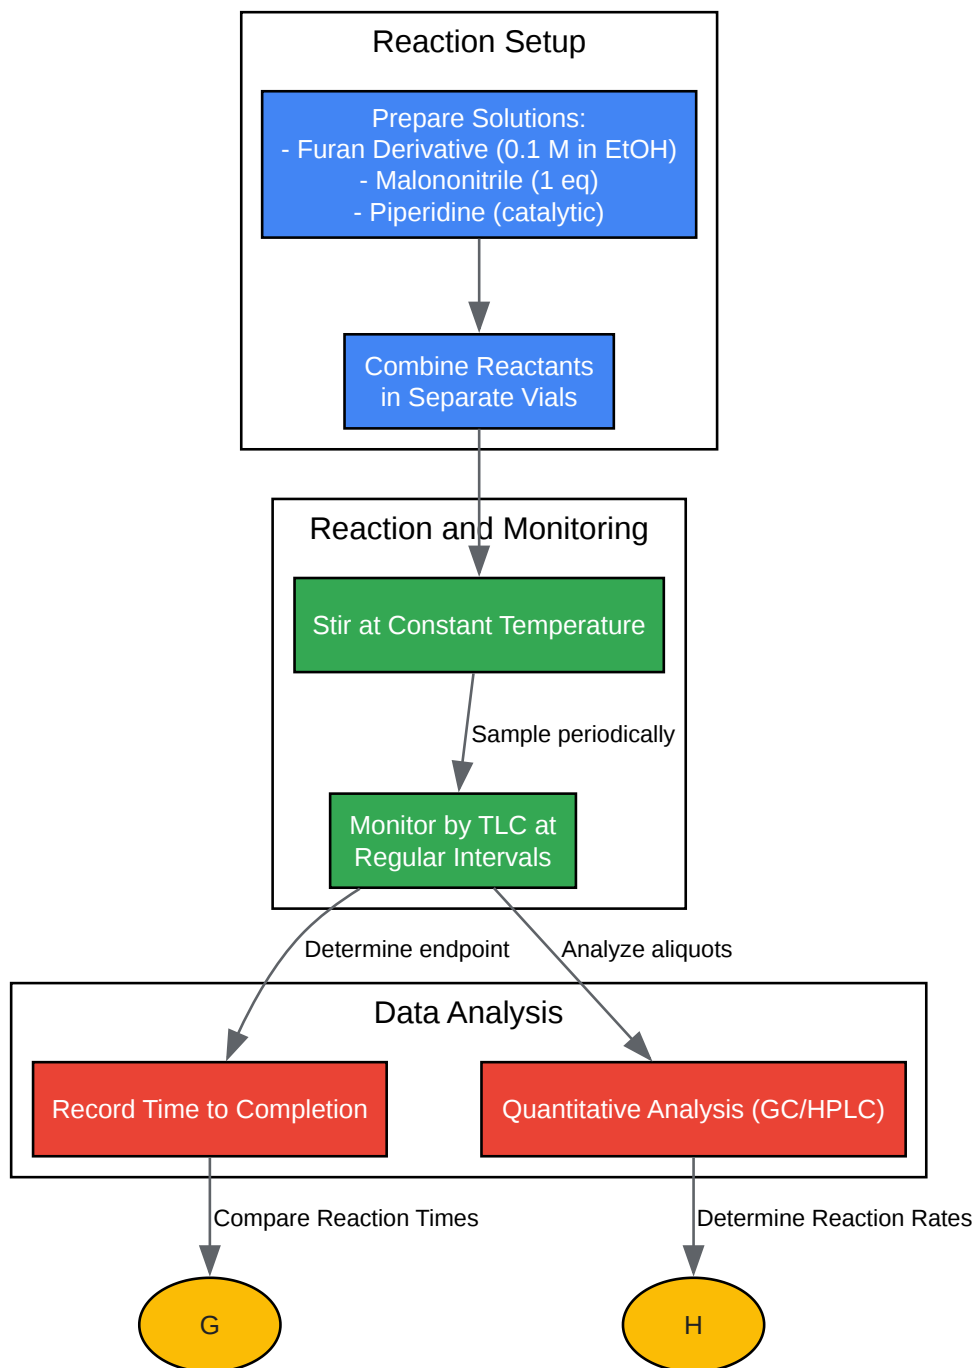 Reaction Setup
Prepare Solutions:
- Furan Derivative (0.1 M in EtOH)
- Malononitrile (1 eq)
- Piperidine (catalytic)
Combine Reactants
in Separate Vials
Reaction and Monitoring
Stir at Constant Temperature
Sample periodically
Monitor by TLC at
Regular Intervals
Determine endpoint
Analyze aliquots
Data Analysis
Record Time to Completion
Quantitative Analysis (GC/HPLC)
Compare Reaction Times
Determine Reaction Rates
G
H